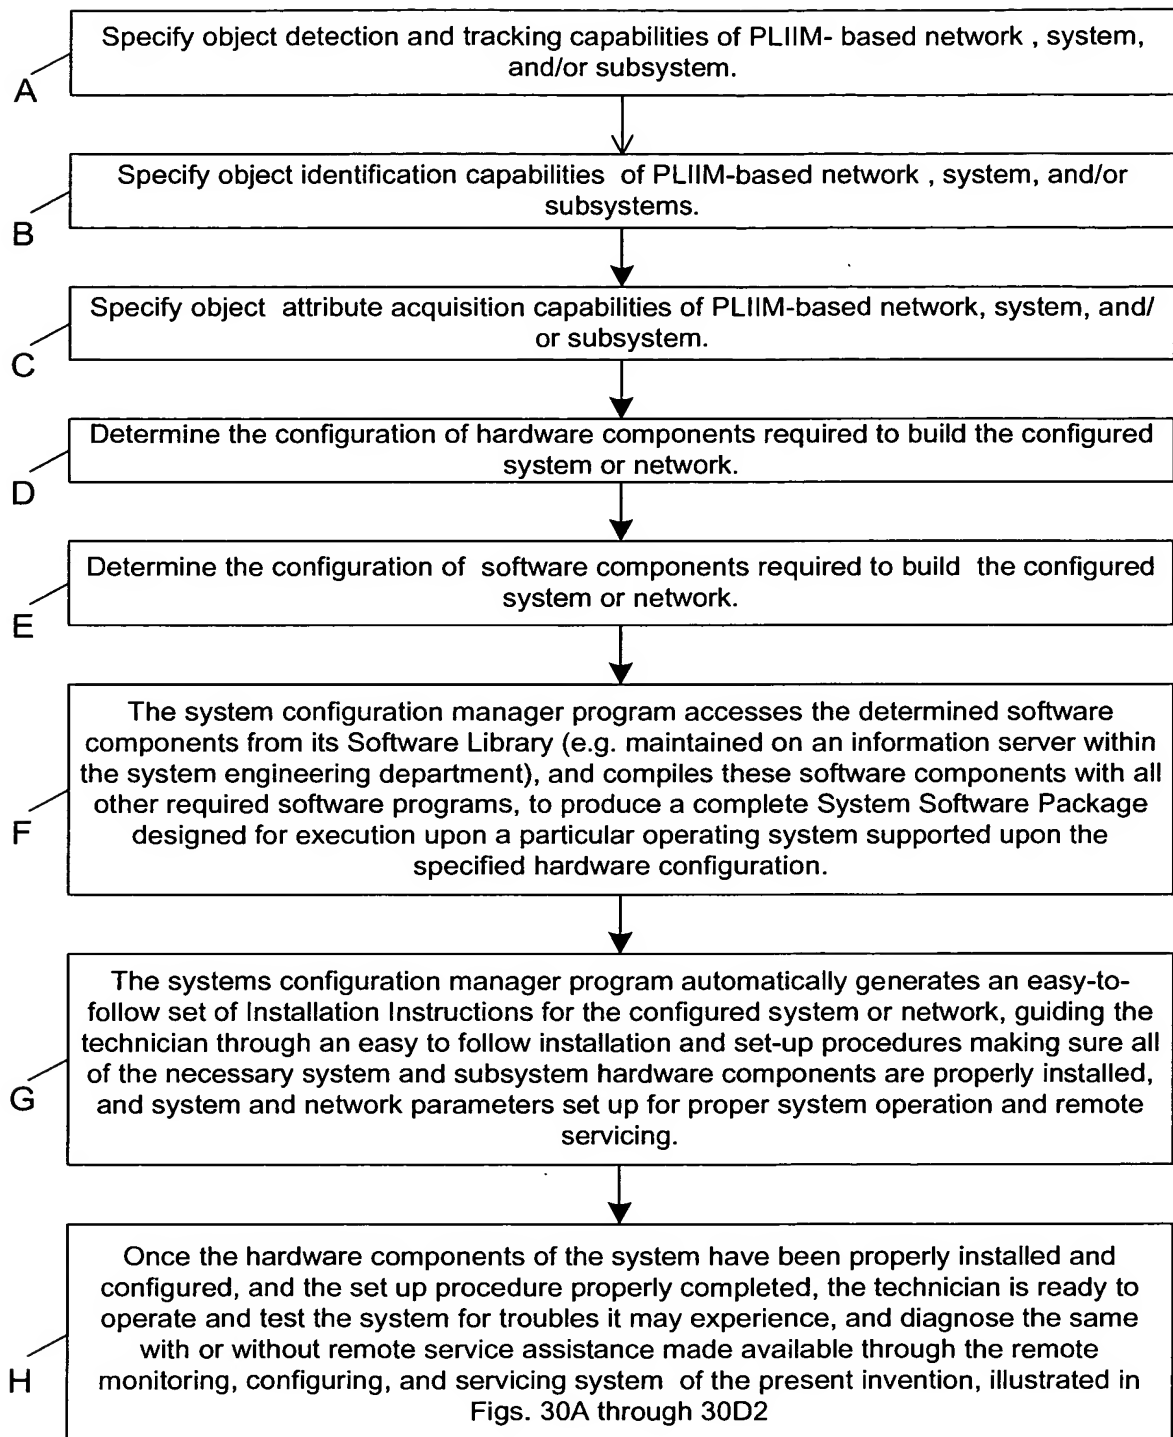 Specify object detection and tracking capabilities of PLIIM- based network , system,
and/or subsystem.
A
Specify object identification capabilities of PLIIM-based network , system, and/or
subsystems.
B
Specify object attribute acquisition capabilities of PLIIM-based network, system, and/
or subsystem.
C
Determine the configuration of hardware components required to build the configured
system or network.
D
Determine the configuration of software components required to build the configured
system or network.
E
The system configuration manager program accesses the determined software
components from its Software Library (e.g. maintained on an information server within
the system engineering department), and compiles these software components with all
other required software programs, to produce a complete System Software Package
designed for execution upon a particular operating system supported upon the
specified hardware configuration.
F
The systems configuration manager program automatically generates an easy-to-
follow set of Installation Instructions for the configured system or network, guiding the
technician through an easy to follow installation and set-up procedures making sure all
of the necessary system and subsystem hardware components are properly installed,
and system and network parameters set up for proper system operation and remote
servicing.
G
Once the hardware components of the system have been properly installed and
configured, and the set up procedure properly completed, the technician is ready to
operate and test the system for troubles it may experience, and diagnose the same
with or without remote service assistance made available through the remote
monitoring, configuring, and servicing system of the present invention, illustrated in
Figs. 30A through 30D2
H